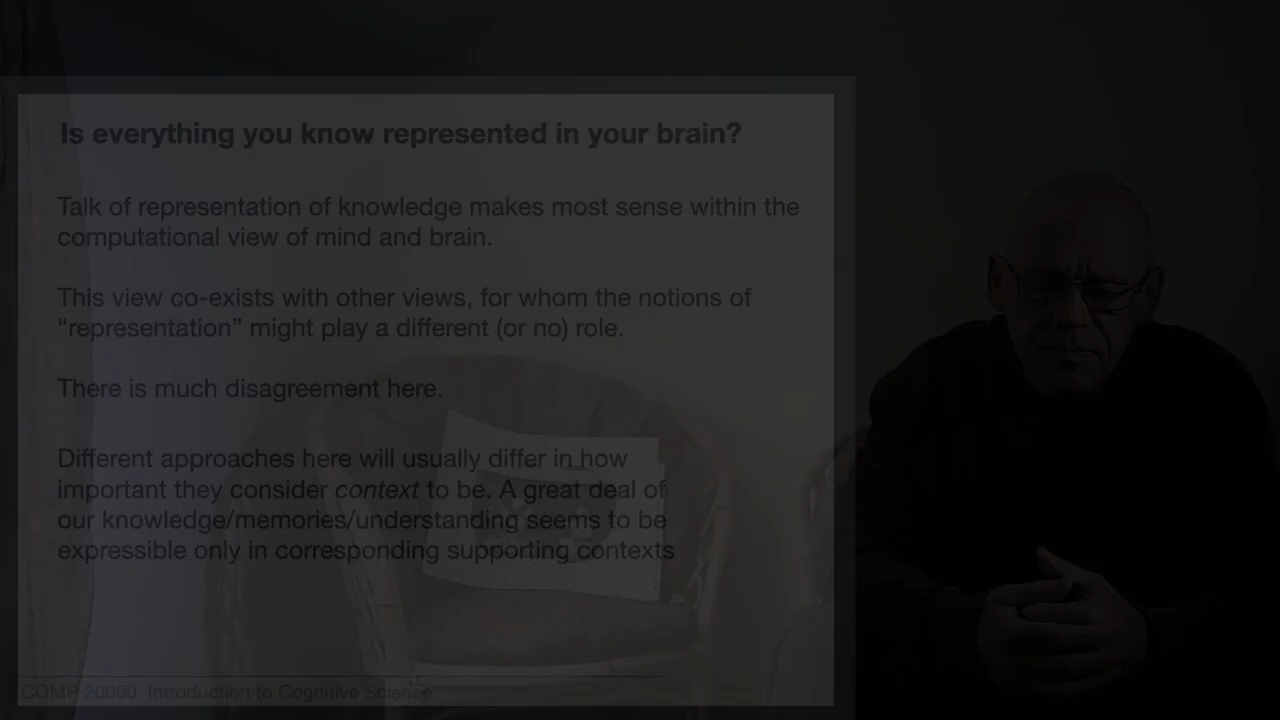 Is everything you know represented in your brain?
Talk of representation of knowledge makes most sense within the
computational view of mind and brain.
This view co-exists with other views, for whom the notions of
“representation” might play a different (or no) role.
There is much disagreement here.
Different approaches here will usually differ in how
important they consider context to be. A great deal of
our knowledge/memories/understanding seems to be
expressible only in corresponding supporting contexts
COMP 20090 Introduction to Cognitive Science